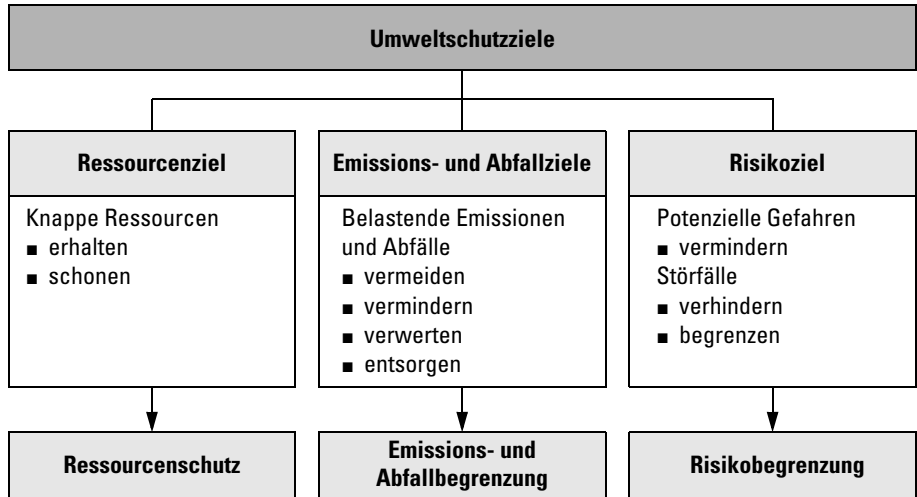 Umweltschutzziele
Ressourcenziel
Knappe Ressourcen
■ erhalten
■ schonen
Ressourcenschutz
Emissions- und Abfallziele
Belastende Emissionen
und Abfälle
■ vermeiden
■ vermindern
■ verwerten
■ entsorgen
Emissions- und
Abfallbegrenzung
Risikoziel
Potenzielle Gefahren
■ vermindern
Störfälle
■ verhindern
■ begrenzen
Risikobegrenzung